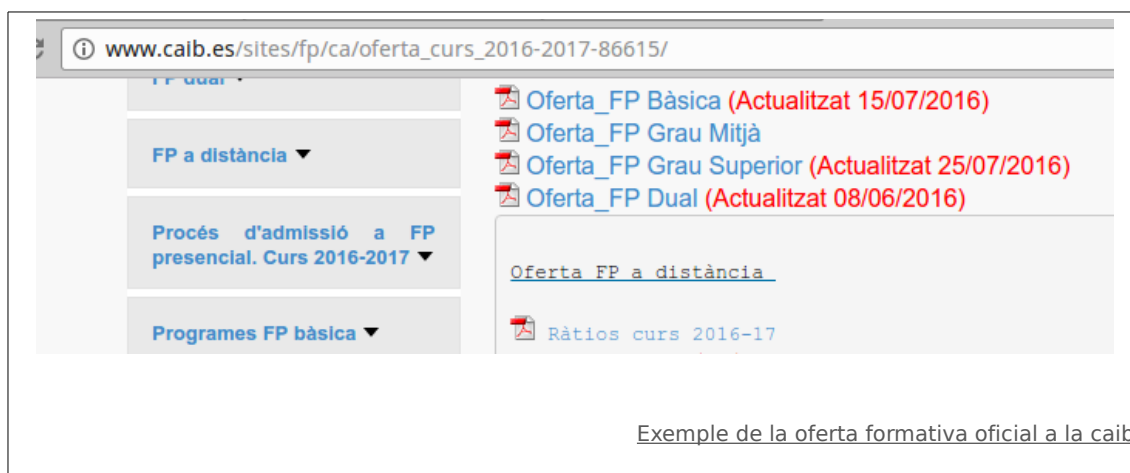 www.caib.es/sites/fp/ca/oferta_curs_2016-2017-86615/
FP dual
FP a distància
Procés d'admissió a FP
presencial. Curs 2016-2017
Programes FP bàsica
Oferta_FP Bàsica (Actualitzat 15/07/2016)
Oferta_FP Grau Mitjà
Oferta_FP Grau Superior (Actualitzat 25/07/2016)
Oferta_FP Dual (Actualitzat 08/06/2016)
Oferta FP a distància
Ràtios curs 2016-17
Exemple de la oferta formativa oficial a la caib